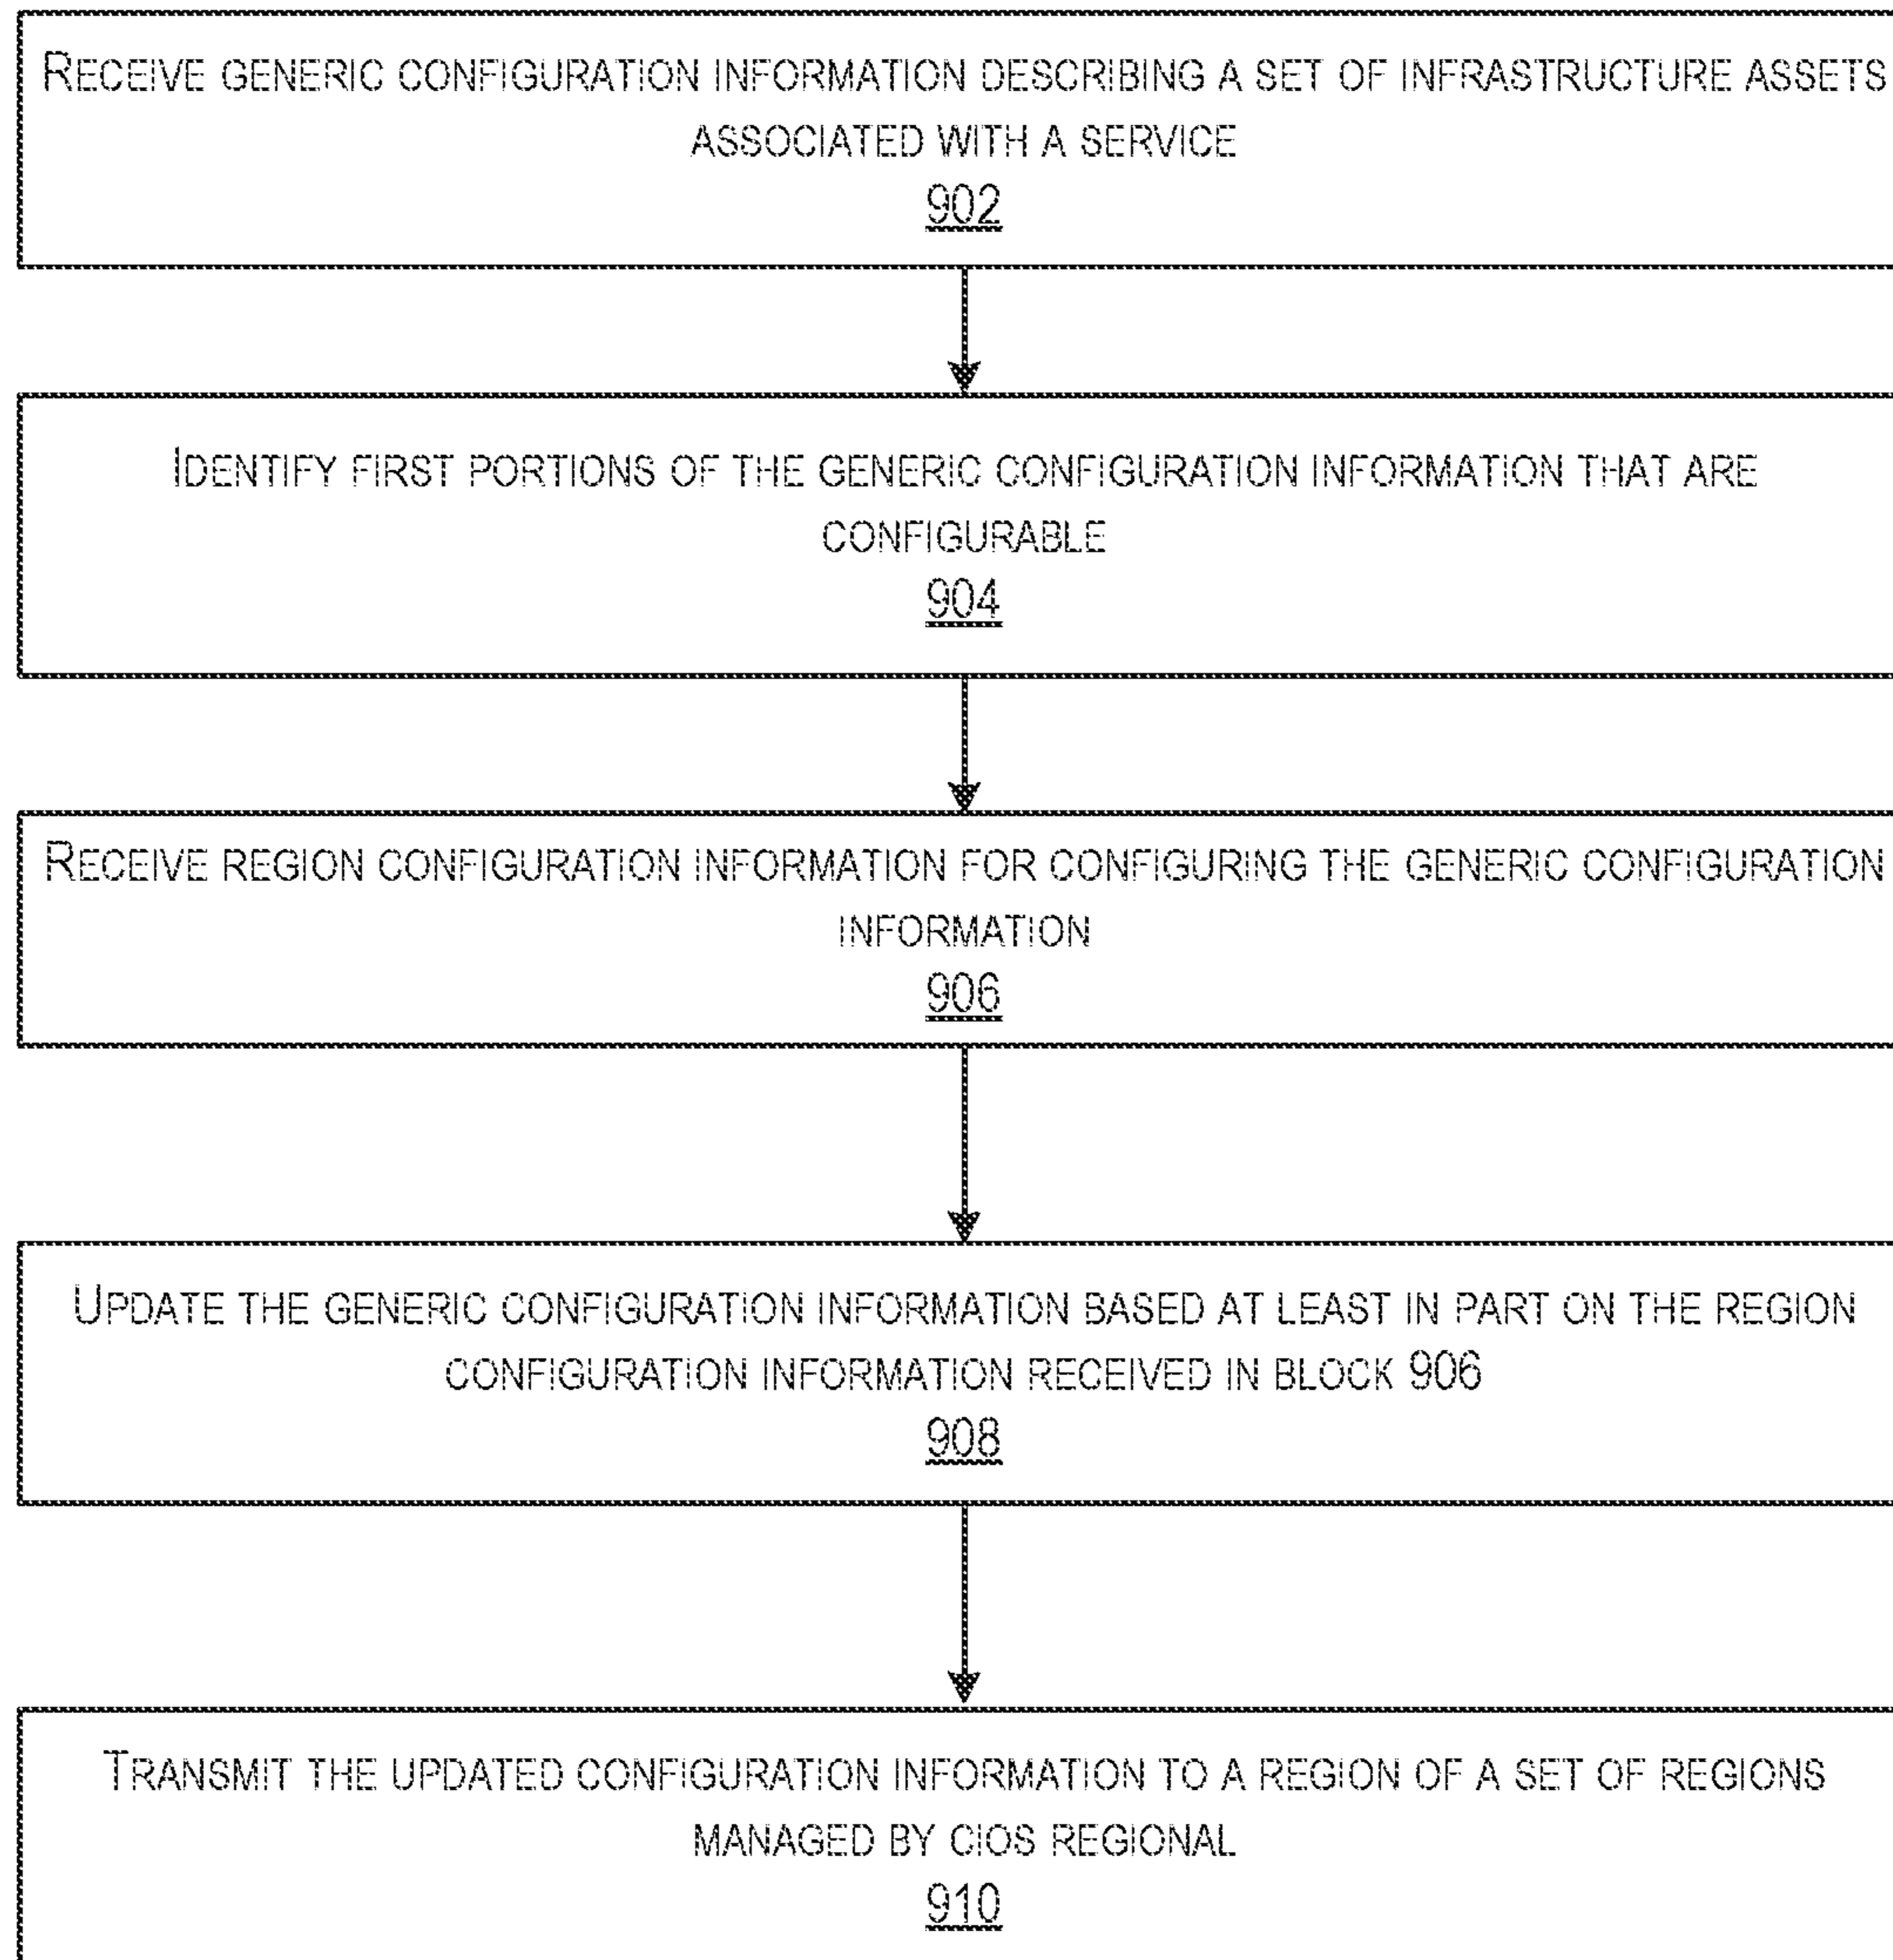 RECEIVE GENERIC CONFIGURATION INFORMATION DESCRIBING A SET OF INFRASTRUCTURE ASSETS
ASSOCIATED WITH A SERVICE
902
IDENTIFY FIRST PORTIONS OF THE GENERIC CONFIGURATION INFORMATION THAT ARE
CONFIGURABLE
904
RECEIVE REGION CONFIGURATION INFORMATION FOR CONFIGURING THE GENERIC CONFIGURATION
INFORMATION
906
UPDATE THE GENERIC CONFIGURATION INFORMATION BASED AT LEAST IN PART ON THE REGION
CONFIGURATION INFORMATION RECEIVED IN BLOCK 906
908
TRANSMIT THE UPDATED CONFIGURATION INFORMATION TO A REGION OF A SET OF REGIONS
MANAGED BY CIOS REGIONAL
910